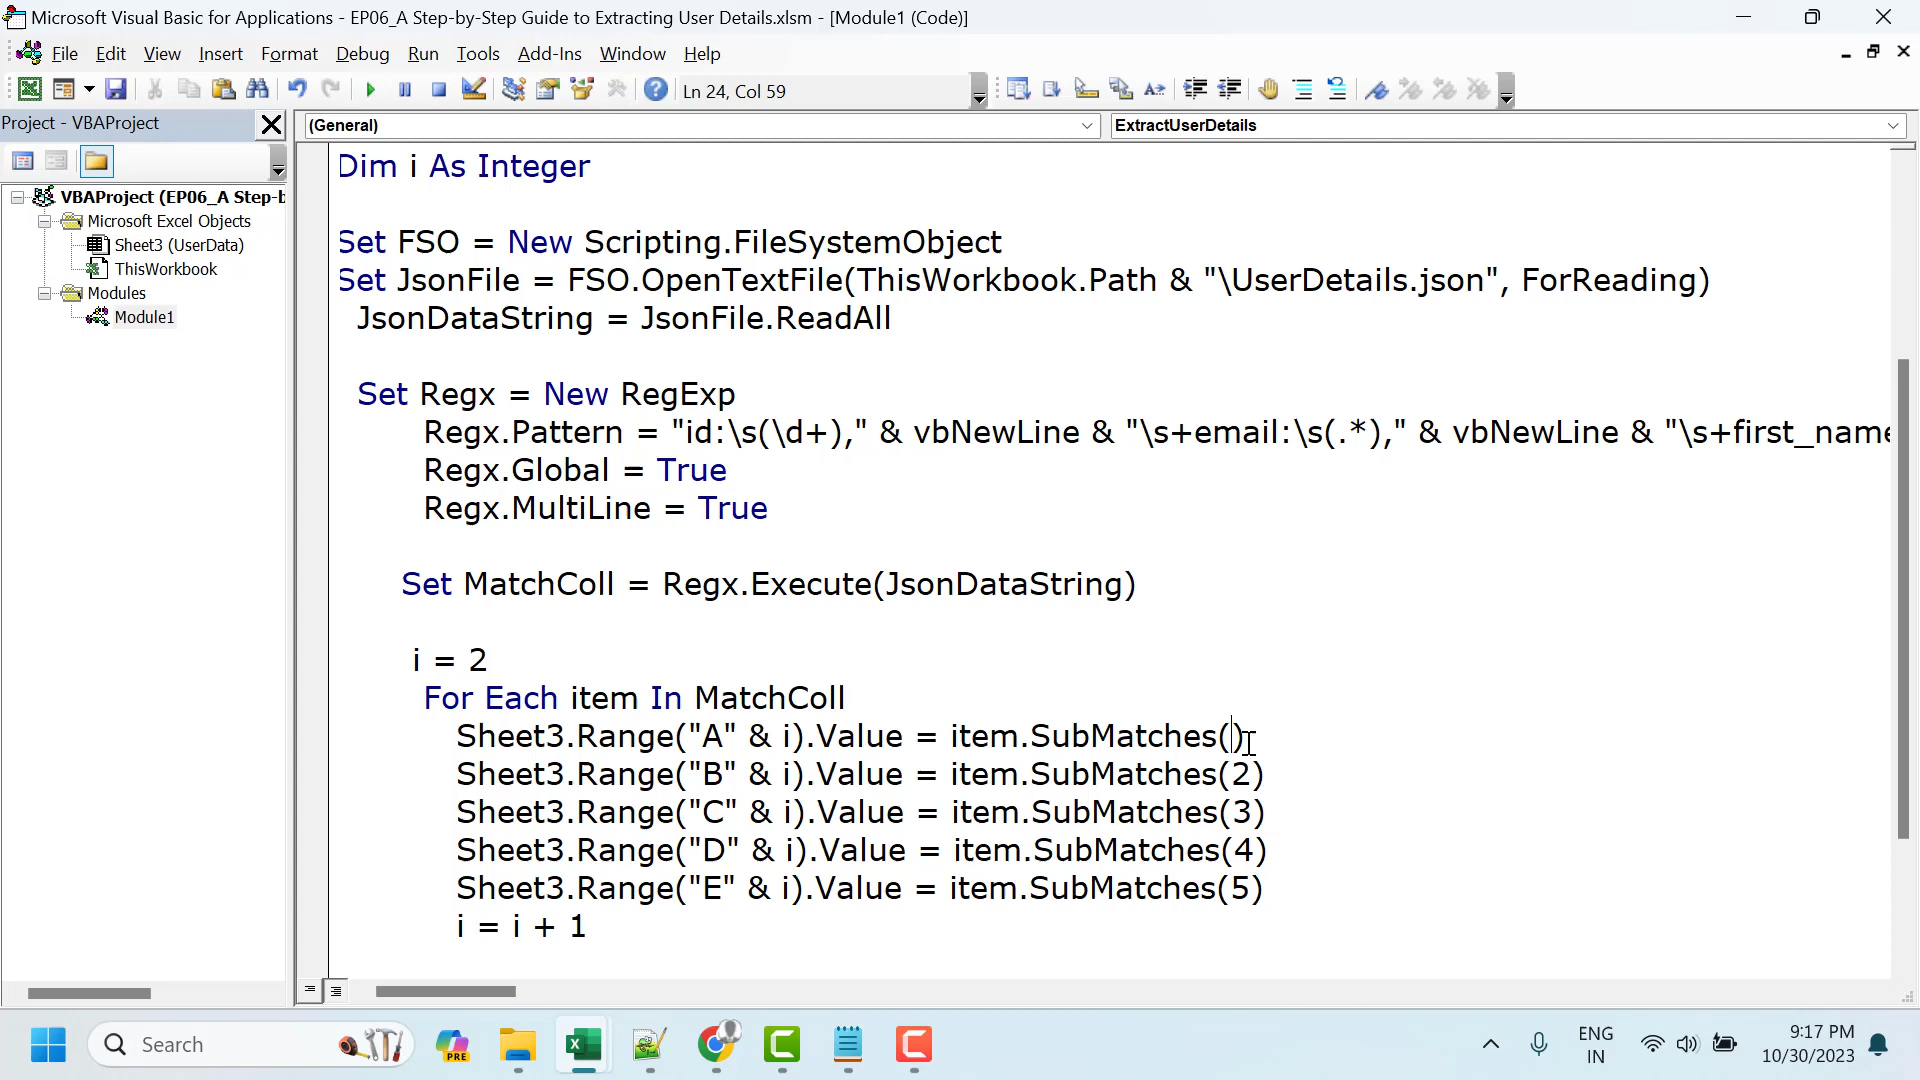 Microsoft Visual Basic for Applications - EP06_A Step-by-Step Guide to Extracting User Details.xlsm - [Module1 (Code)]
File Edit View Insert Format Debug Run Tools Add-Ins Window Help
Ln 24, Col 59
Project - VBAProject
(General)
ExtractUserDetails
VBAProject (EP06_A Step-b
Microsoft Excel Objects
Sheet3 (UserData)
ThisWorkbook
Modules
Module1
Dim i As Integer
Set FSO = New Scripting.FileSystemObject
Set JsonFile = FSO.OpenTextFile(ThisWorkbook.Path & "\UserDetails.json", ForReading)
JsonDataString = JsonFile.ReadAll
Set Regx = New RegExp
Regx.Pattern = "id:\s(\d+)," & vbNewLine & "\s+email:\s(.*)," & vbNewLine & "\s+first_name
Regx.Global = True
Regx.MultiLine = True
Set MatchColl = Regx.Execute(JsonDataString)
i = 2
For Each item In MatchColl
Sheet3.Range("A" & i).Value = item.SubMatches()
Sheet3.Range("B" & i).Value = item.SubMatches(2)
Sheet3.Range("C" & i).Value = item.SubMatches(3)
Sheet3.Range("D" & i).Value = item.SubMatches(4)
Sheet3.Range("E" & i).Value = item.SubMatches(5)
i = i + 1
Search
PRE
ENG
IN
9:17 PM
10/30/2023